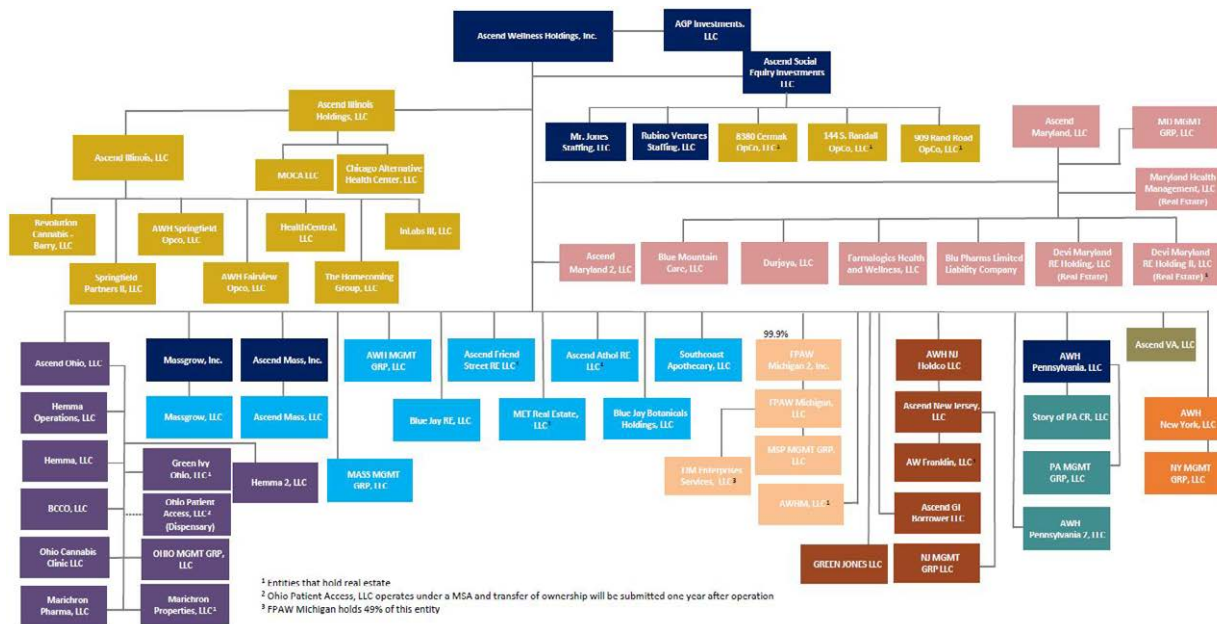 AGP Investments,
LLC
Ascend Wellness Holdings, Inc.
Ascend Social
Equity Investments
LLC
Ascend Illinois
Holdings, LLC
Mr. Jones
Staffing, LLC
Rubino Ventures
Staffing, LLC
8380 Cermak
OpCo, LLC
144 S. Randall
OpCo, LLC
909 Rand Road
OpCo, LLC
Ascend
Maryland, LLC
MD MGMT
GRP, LLC
Ascend Illinois, LLC
MOCA LLC
Chicago Alternative
Health Center, LLC
Maryland Health
Management, LLC
(Real Estate)
Revolution
Cannabis -
Barry, LLC
AWH Springfield
Opco, LLC
HealthCentral,
LLC
InLabs III, LLC
Springfield
Partners II, LLC
AWH Fairview
Opco, LLC
The Homecoming
Group, LLC
Ascend
Maryland 2, LLC
Blue Mountain
Care, LLC
Durjaya, LLC
Farmalogics Health
and Wellness, LLC
Blu Pharms Limited
Liability Company
Devi Maryland
RE Holding, LLC
(Real Estate)
Devi Maryland
RE Holding II, LLC
(Real Estate)
99.9%
Ascend Ohio, LLC
Massgrow, Inc.
Ascend Mass, Inc.
AWH MGMT
GRP, LLC
Ascend Friend
Street RE LLC
Ascend Athol RE
LLC
Southcoast
Apothecary, LLC
FPAW
Michigan 2, Inc.
AWH NJ
Holdco LLC
AWH
Pennsylvania, LLC
Ascend VA, LLC
Hemma
Operations, LLC
Massgrow, LLC
Ascend Mass, LLC
Blue Jay RE, LLC
MET Real Estate,
LLC
Blue Jay Botanicals
Holdings, LLC
FPAW Michigan,
LLC
Ascend New Jersey,
LLC
Story of PA CR, LLC
AWH
New York, LLC
Hemma, LLC
Green Ivy
Ohio, LLC¹
Hemma 2, LLC
MASS MGMT
GRP, LLC
Enterprises
Services, LLC³
MSP MGMT GRP,
LLC
AW Franklin, LLC
PA MGMT
GRP, LLC
NY MGMT
GRP, LLC
BCCO, LLC
Ohio Patient
Access, LLC²
(Dispensary)
AWHM, LLC¹
Ascend GI
Borrower LLC
AWH
Pennsylvania 2, LLC
Ohio Cannabis
Clinic LLC
OHIO MGMT GRP,
LLC
GREEN JONES LLC
NJ MGMT
GRP LLC
Marichron
Pharma, LLC
Marichron
Properties, LLC¹
¹ Entities that hold real estate
² Ohio Patient Access, LLC operates under a MSA and transfer of ownership will be submitted one year after operation
³ FPAW Michigan holds 49% of this entity